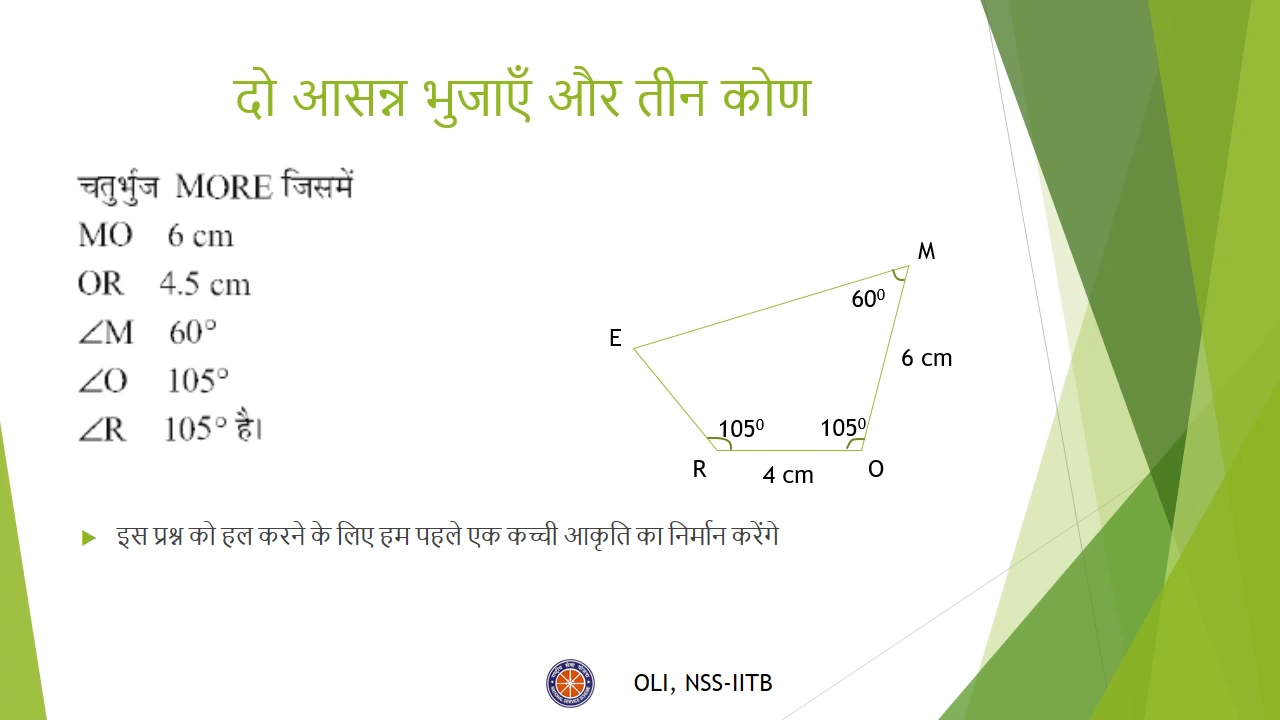 दो आसन्न भुजाएँ और तीन कोण
चतुर्भुज MORE जिसमें
MO 6 cm
OR 4.5 cm
∠M 60°
∠O 105°
∠R 105° है।
M
60⁰
E
6 cm
105⁰ 105⁰
R 4 cm O
इस प्रश्न को हल करने के लिए हम पहले एक कच्ची आकृति का निर्मान करेंगे
OLI, NSS-IITB